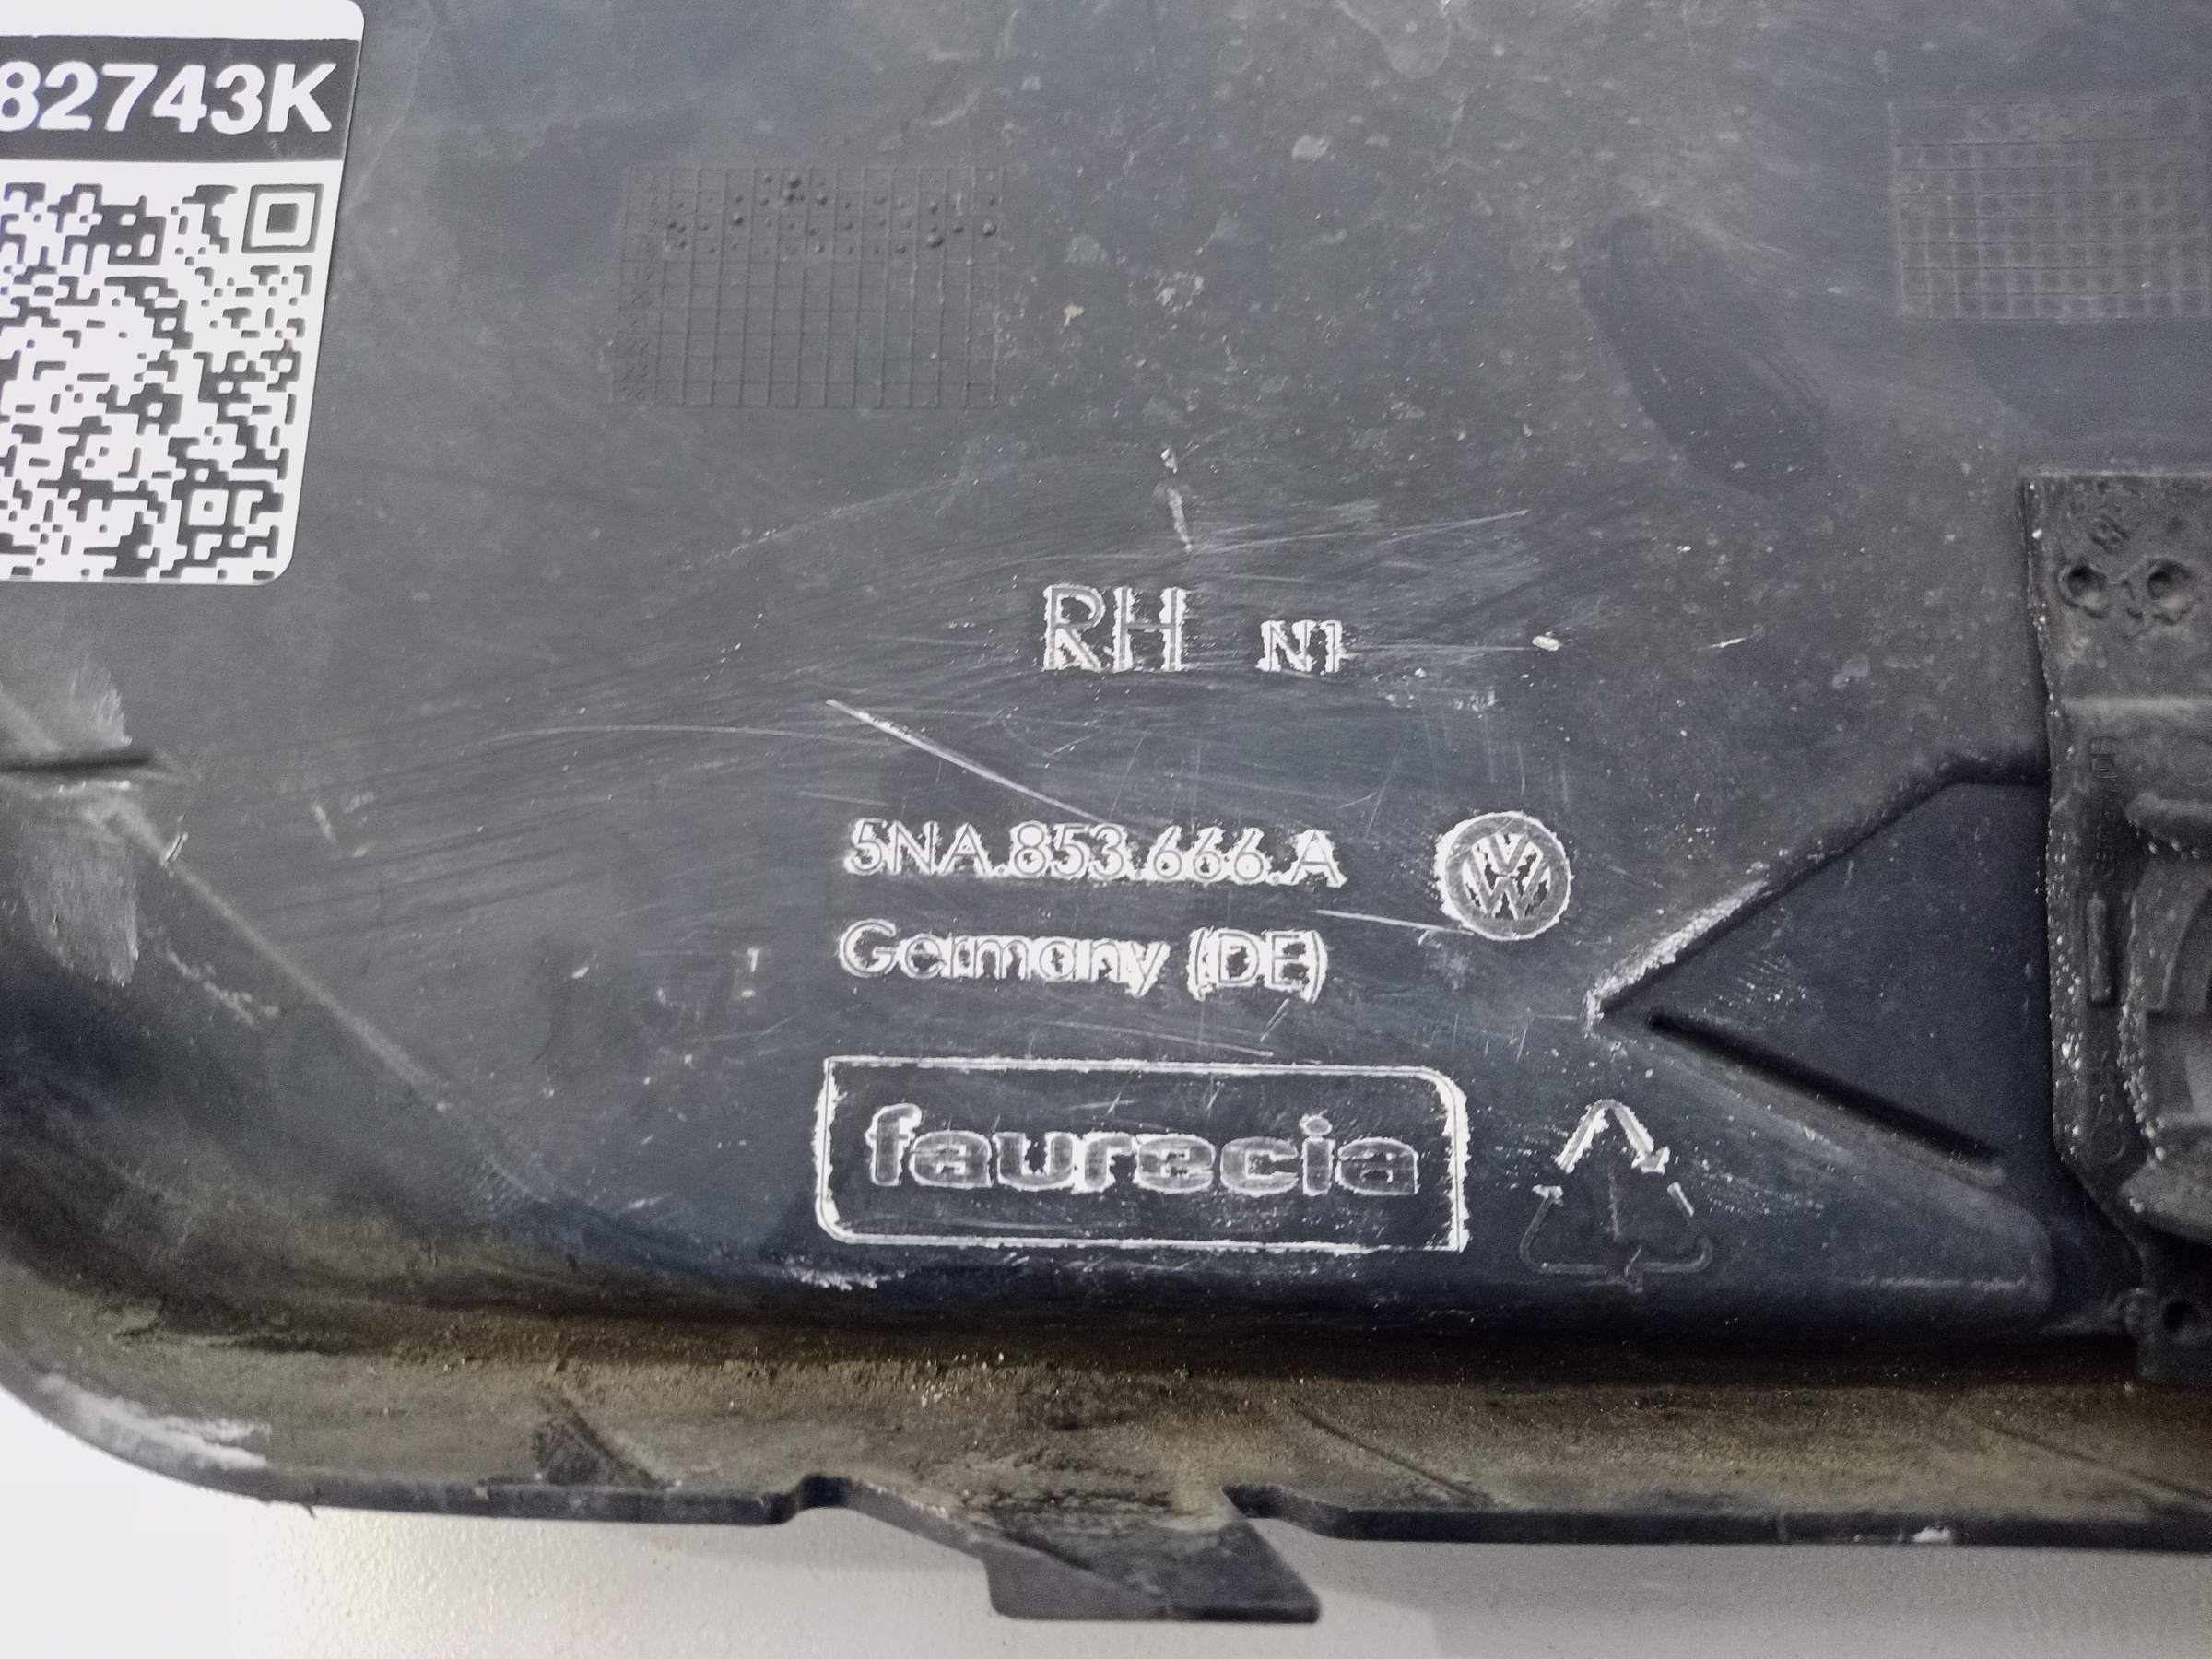 82743K
RH N1
5NA.853.666.A
Germany (DE)
faurecia